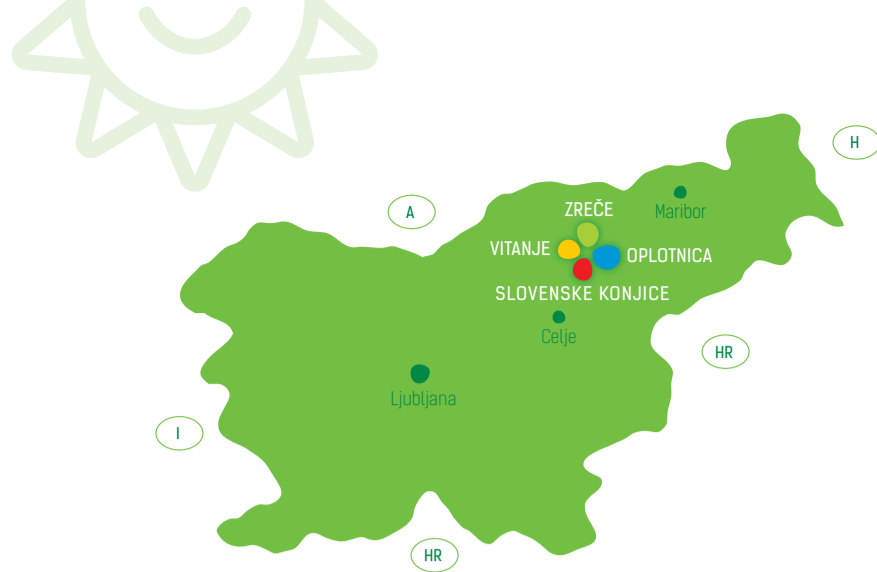 H
A
ZREČE
Maribor
VITANJE
OPLOTNICA
SLOVENSKE KONJICE
Celje
HR
Ljubljana
I
HR